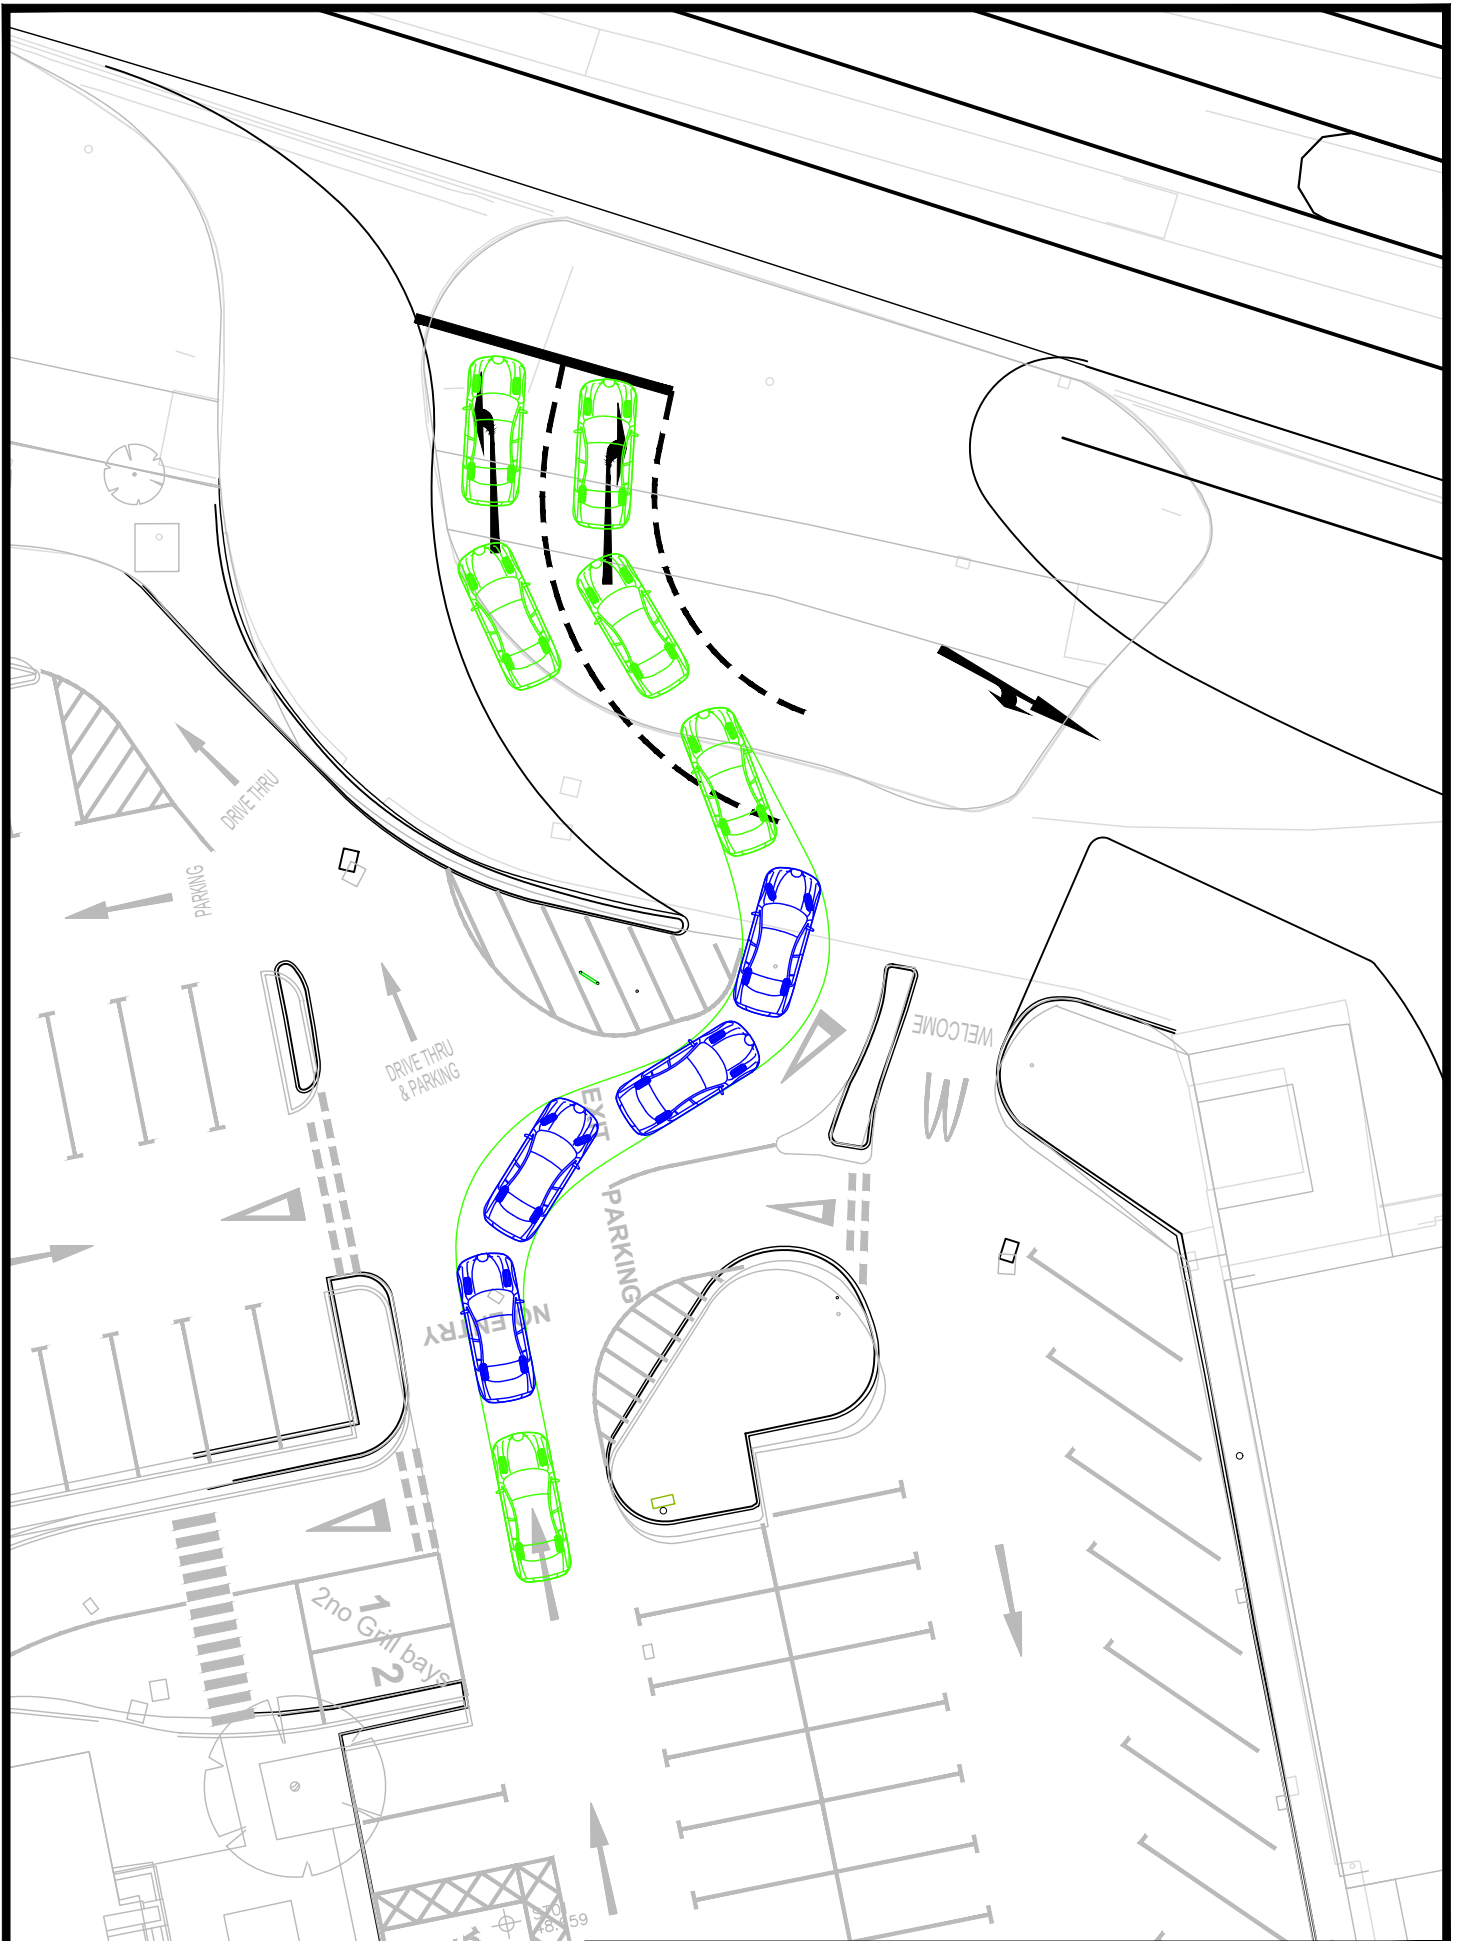 DRIVE THRU
PARKING
WELCOME
DRIVE THRU
& PARKING
EXIT
PARKING
NO ENTRY
1
2no Grill bays
2